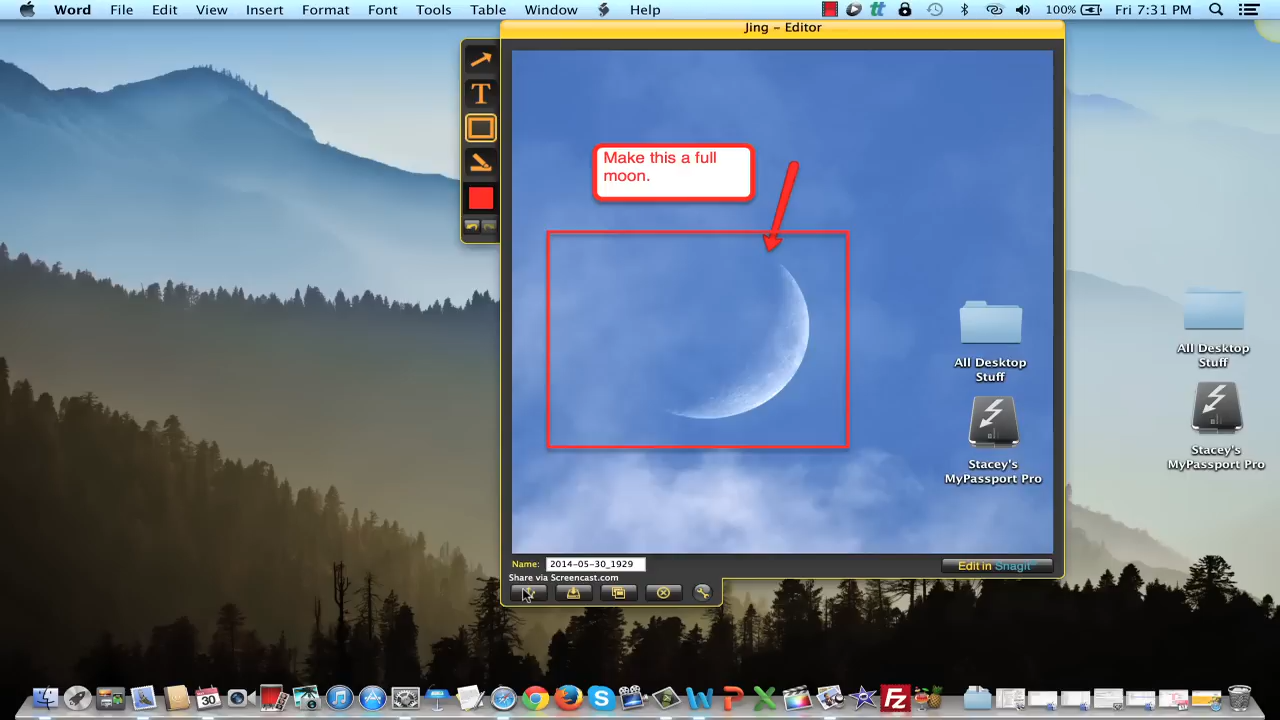 Word File Edit View Insert Format Font Tools Table Window Help 100% Fri 7:31 PM
Jing – Editor
T
Make this a full
moon.
All Desktop
Stuff
Stacey's
MyPassport Pro
All Desktop
Stuff
Stacey's
MyPassport Pro
Name: 2014-05-30_1929
Edit in Snagit
Share via Screencast.com
30
S
W
P
X
FZ